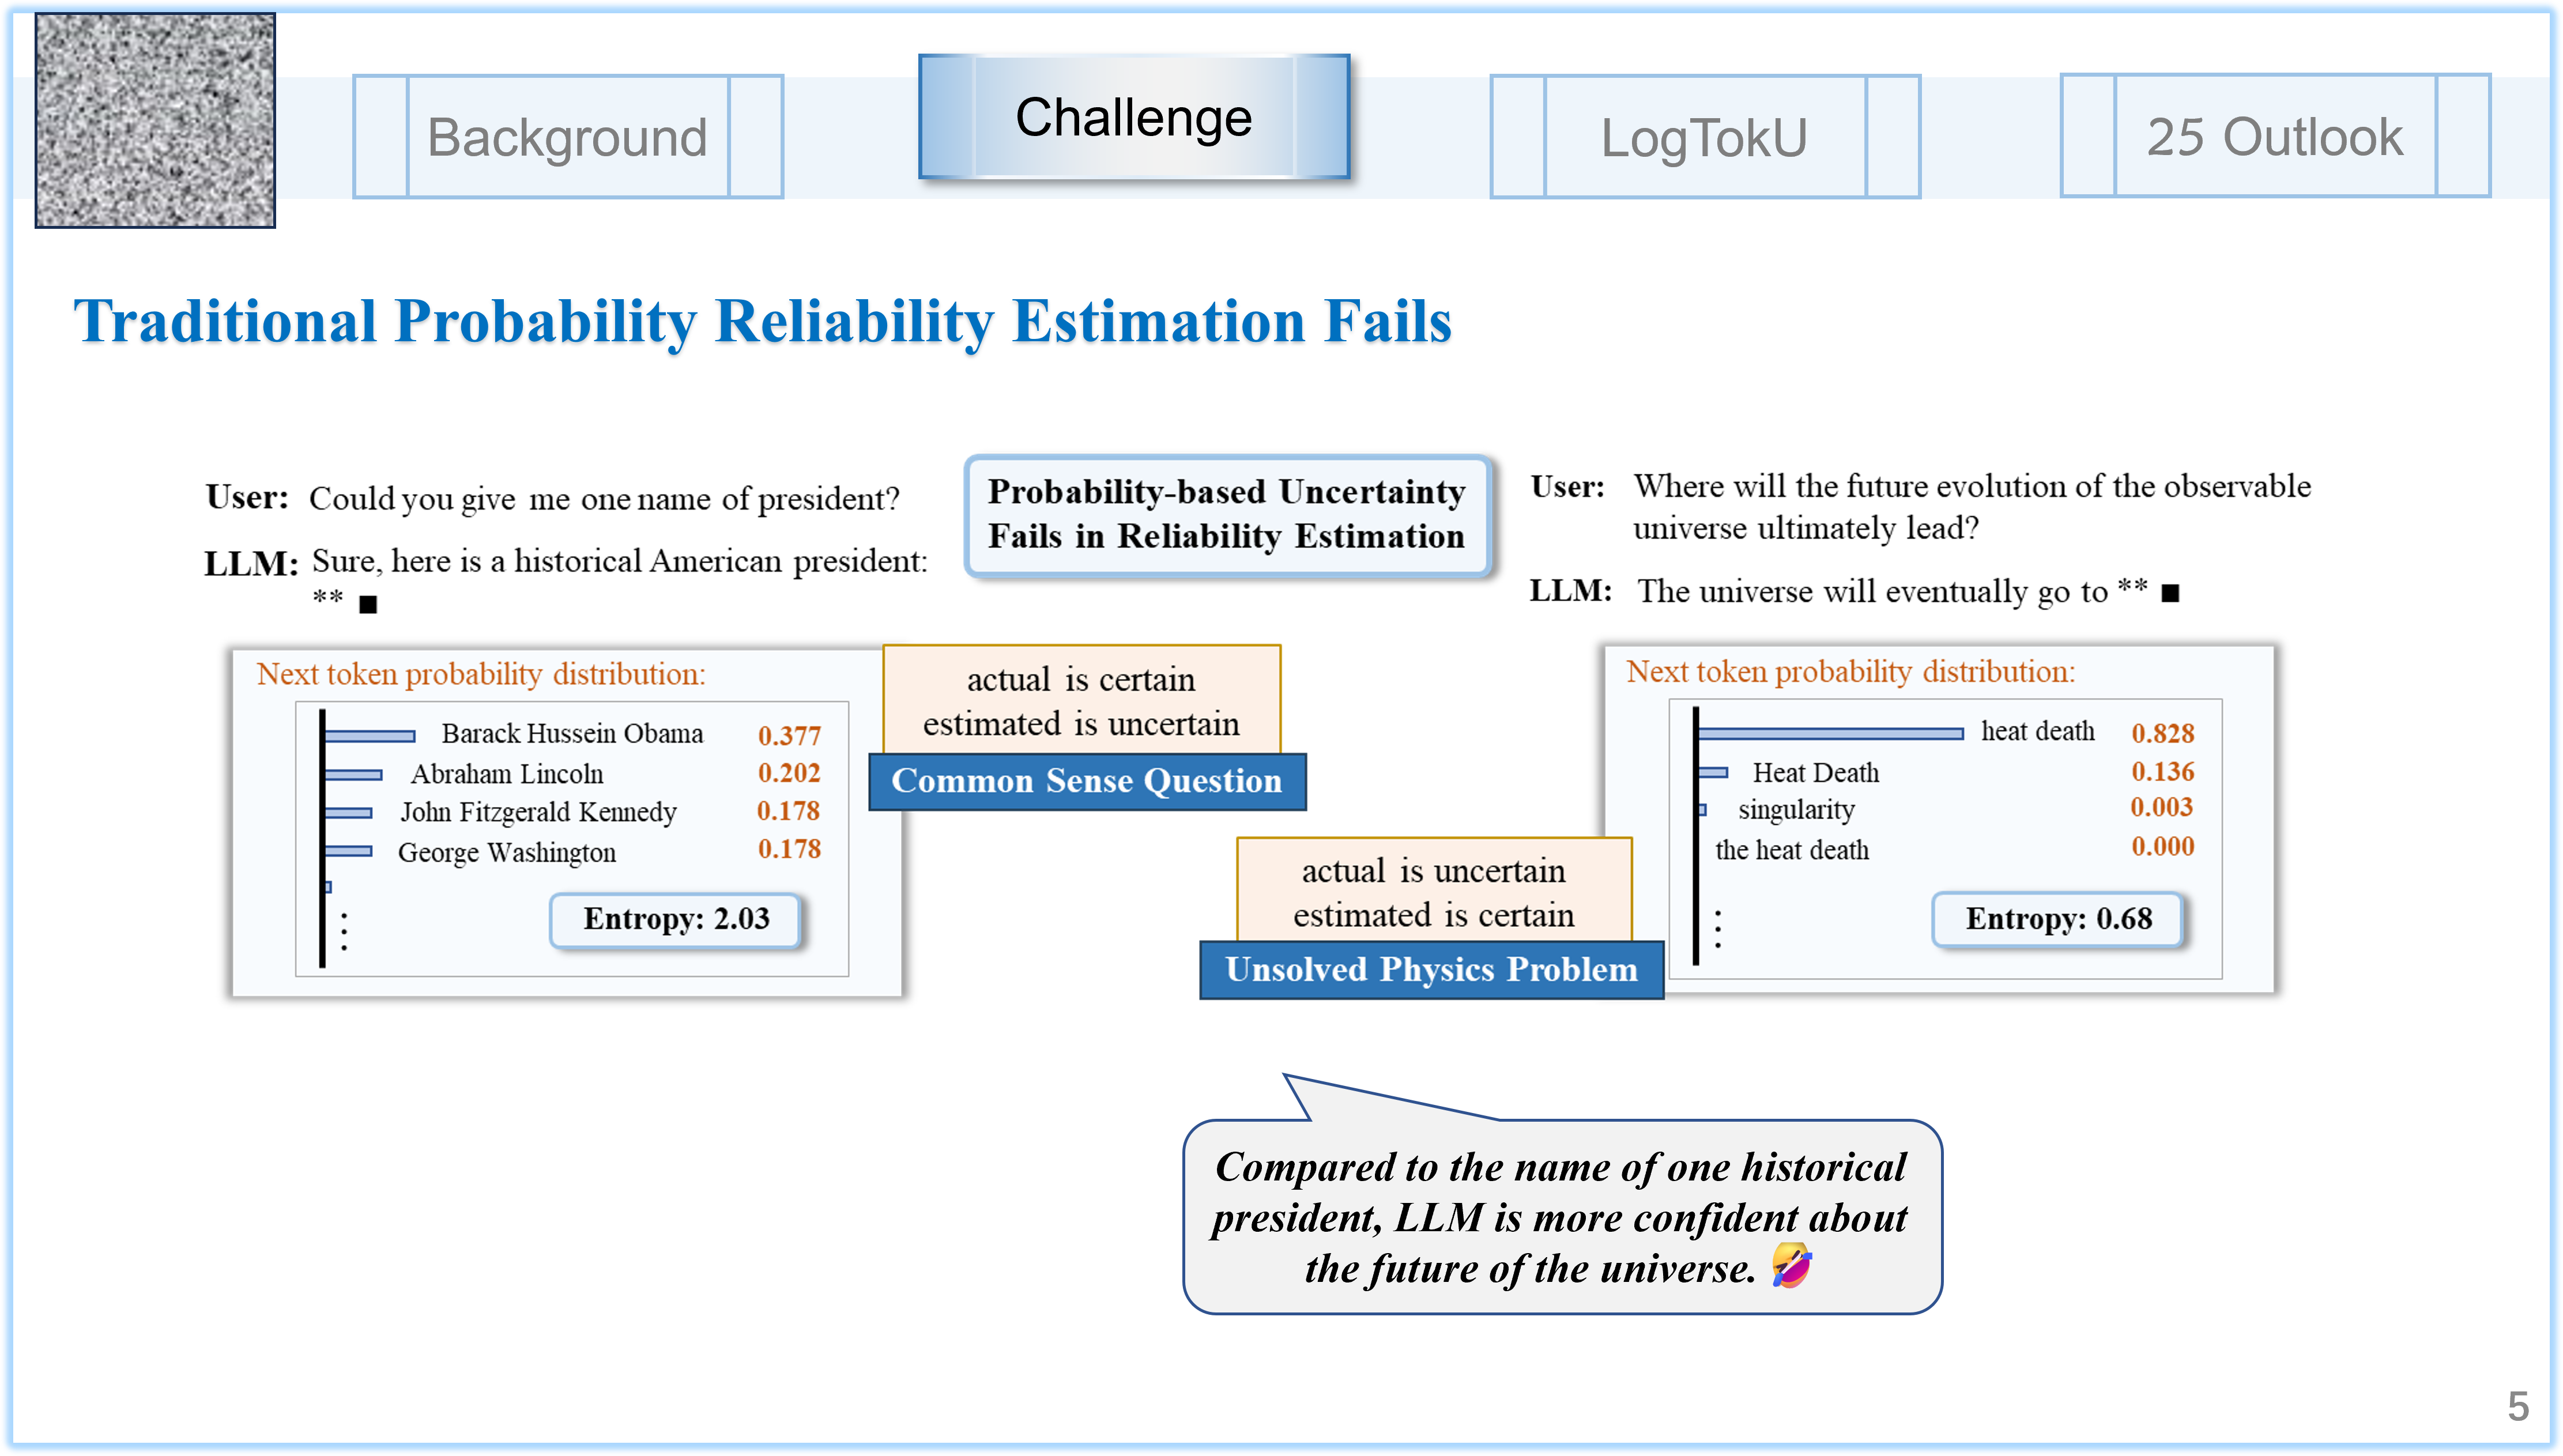 Background
Challenge
LogTokU
25 Outlook
Traditional Probability Reliability Estimation Fails
User: Could you give me one name of president?
LLM: Sure, here is a historical American president:
** ■
Probability-based Uncertainty
Fails in Reliability Estimation
User: Where will the future evolution of the observable
universe ultimately lead?
LLM: The universe will eventually go to ** ■
Next token probability distribution:
Barack Hussein Obama 0.377
Abraham Lincoln 0.202
John Fitzgerald Kennedy 0.178
George Washington 0.178
Entropy: 2.03
actual is certain
estimated is uncertain
Common Sense Question
actual is uncertain
estimated is certain
Unsolved Physics Problem
Next token probability distribution:
heat death 0.828
Heat Death 0.136
singularity 0.003
the heat death 0.000
Entropy: 0.68
Compared to the name of one historical
president, LLM is more confident about
the future of the universe. 🤣
5